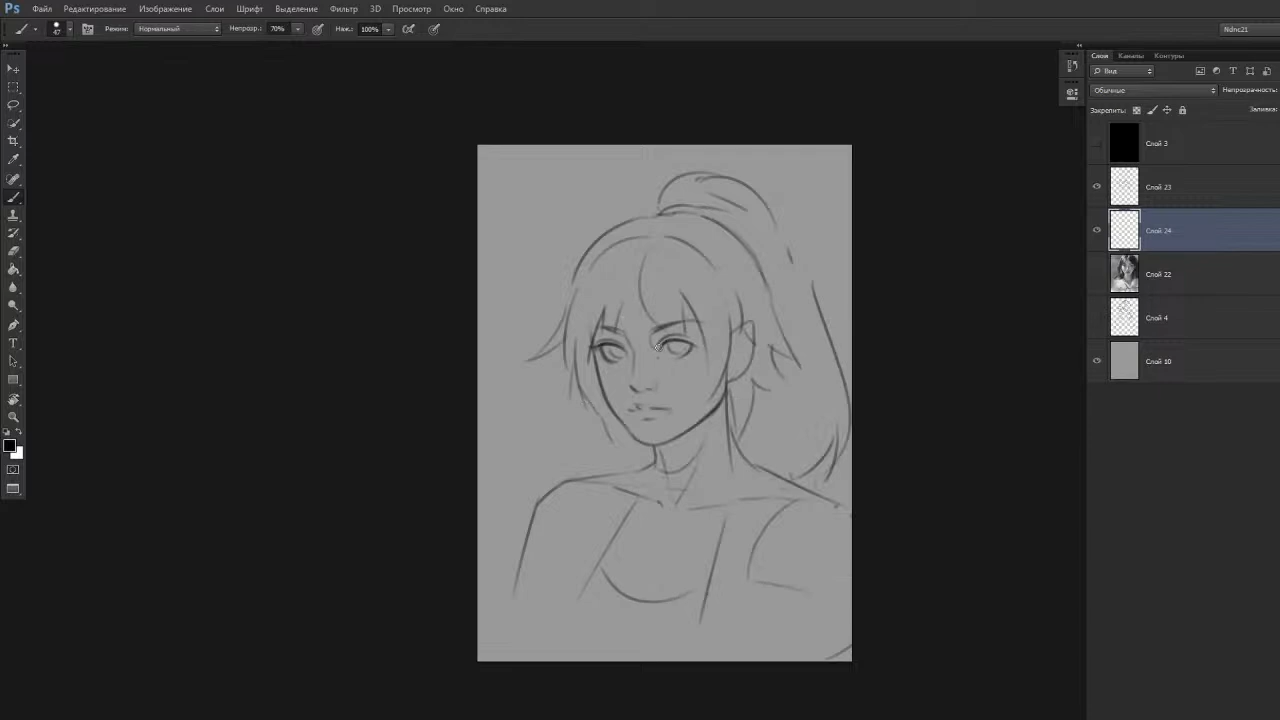 Ps Файл Редактирование Изображение Слои Шрифт Выделение Фильтр 3D Просмотр Окно Справка
47 Режим: Нормальный Непрозр.: 70% Наж.: 100% Ndnc21
Слои Каналы Контуры
Вид
Обычные Непрозрачность:
Закрепить: Заливка:
Слой 3
Слой 23
Слой 24
Слой 22
Слой 4
Слой 10